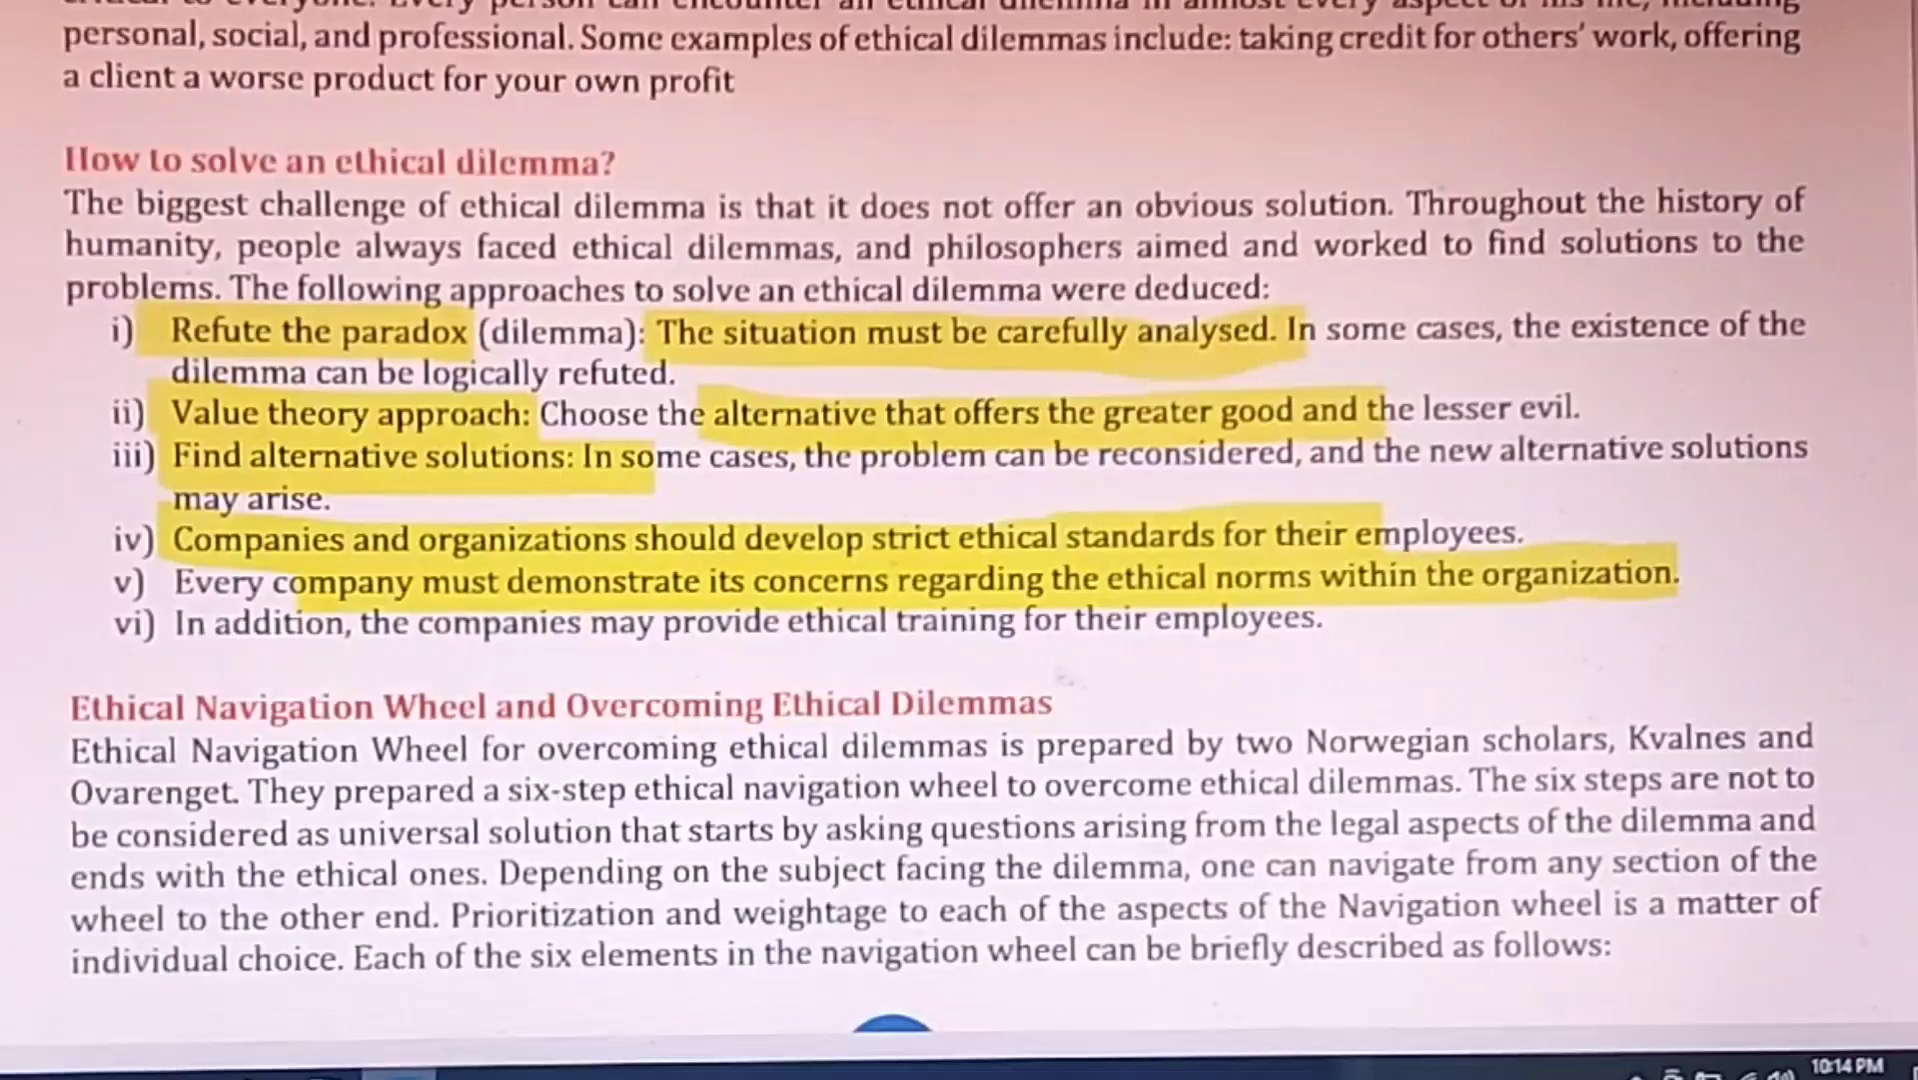 personal, social, and professional. Some examples of ethical dilemmas include: taking credit for others' work, offering
a client a worse product for your own profit
How to solve an ethical dilemma?
The biggest challenge of ethical dilemma is that it does not offer an obvious solution. Throughout the history of
humanity, people always faced ethical dilemmas, and philosophers aimed and worked to find solutions to the
problems. The following approaches to solve an ethical dilemma were deduced:
i) Refute the paradox (dilemma): The situation must be carefully analysed. In some cases, the existence of the
dilemma can be logically refuted.
ii) Value theory approach: Choose the alternative that offers the greater good and the lesser evil.
iii) Find alternative solutions: In some cases, the problem can be reconsidered, and the new alternative solutions
may arise.
iv) Companies and organizations should develop strict ethical standards for their employees.
v) Every company must demonstrate its concerns regarding the ethical norms within the organization.
vi) In addition, the companies may provide ethical training for their employees.
Ethical Navigation Wheel and Overcoming Ethical Dilemmas
Ethical Navigation Wheel for overcoming ethical dilemmas is prepared by two Norwegian scholars, Kvalnes and
Ovarenget. They prepared a six-step ethical navigation wheel to overcome ethical dilemmas. The six steps are not to
be considered as universal solution that starts by asking questions arising from the legal aspects of the dilemma and
ends with the ethical ones. Depending on the subject facing the dilemma, one can navigate from any section of the
wheel to the other end. Prioritization and weightage to each of the aspects of the Navigation wheel is a matter of
individual choice. Each of the six elements in the navigation wheel can be briefly described as follows:
10:14 PM